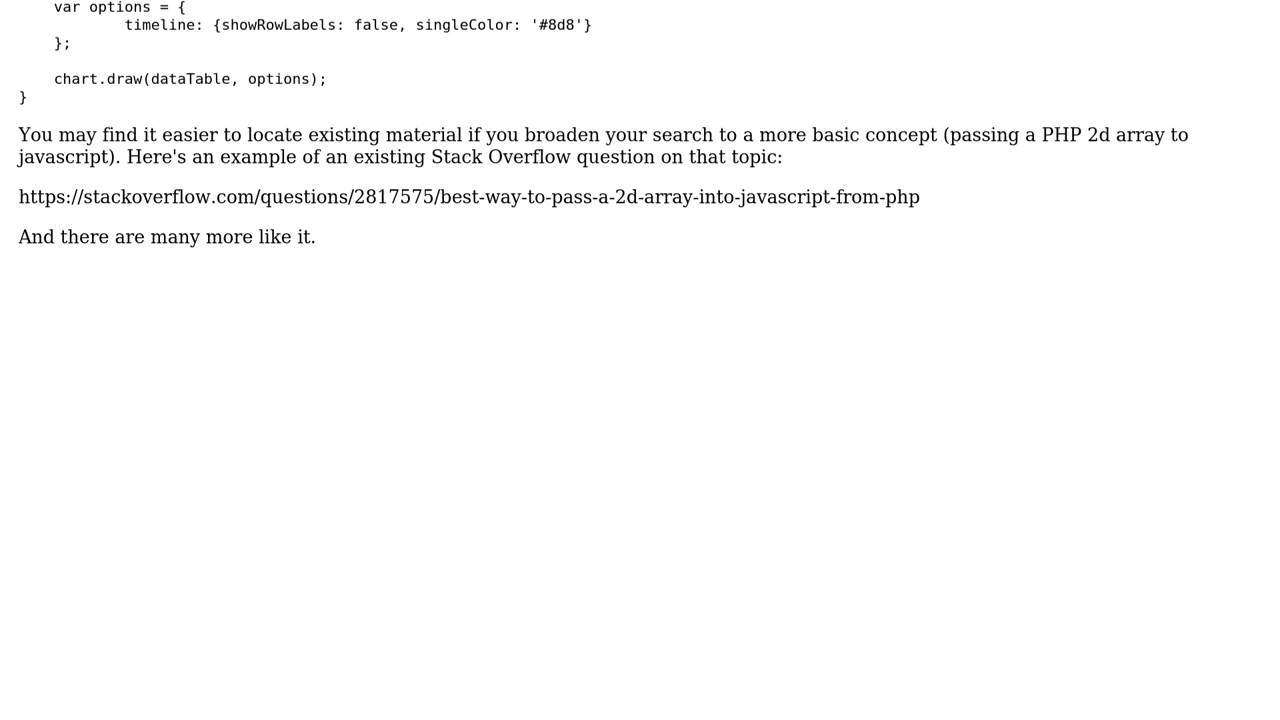 var options = {
            timeline: {showRowLabels: false, singleColor: '#8d8'}
    };
    chart.draw(dataTable, options);
}
You may find it easier to locate existing material if you broaden your search to a more basic concept (passing a PHP 2d array to
javascript). Here's an example of an existing Stack Overflow question on that topic:
https://stackoverflow.com/questions/2817575/best-way-to-pass-a-2d-array-into-javascript-from-php
And there are many more like it.